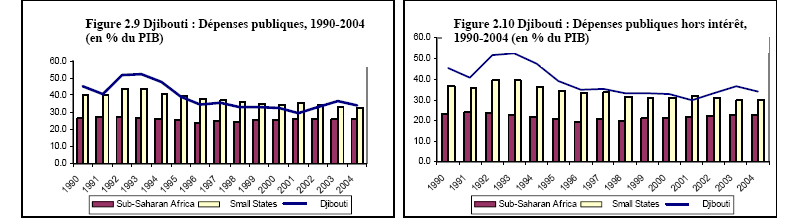 Figure 2.9 Djibouti : Dépenses publiques, 1990-2004
(en % du PIB)
60.0
50.0
40.0
30.0
20.0
10.0
0.0
1990 1991 1992 1993 1994 1995 1996 1997 1998 1999 2000 2001 2002 2003 2004
Sub-Saharan Africa Small States Djibouti
Figure 2.10 Djibouti : Dépenses publiques hors intérêt,
1990-2004 (en % du PIB)
60.0
50.0
40.0
30.0
20.0
10.0
0.0
1990 1991 1992 1993 1994 1995 1996 1997 1998 1999 2000 2001 2002 2003 2004
Sub-Saharan Africa Small States Djibouti